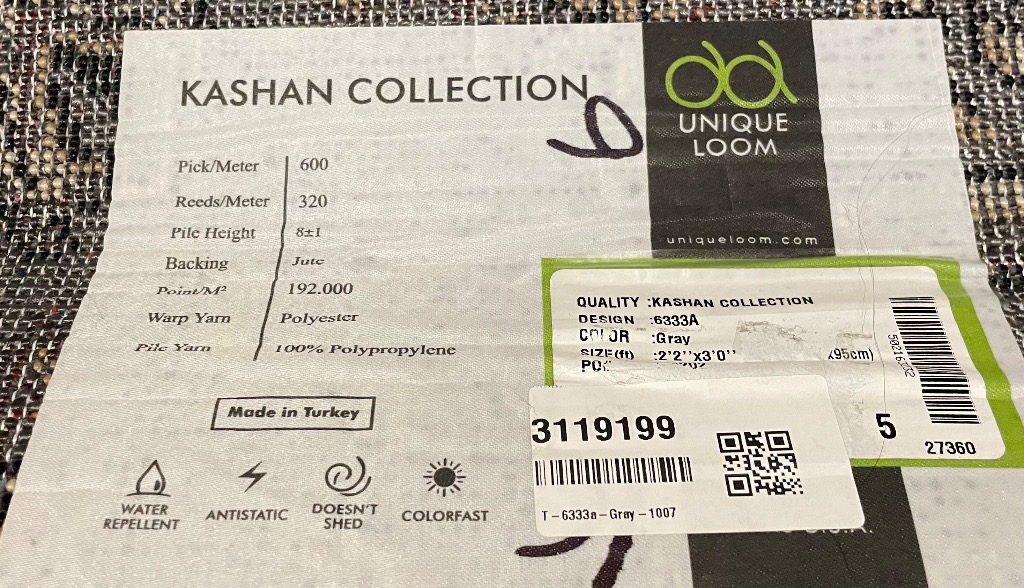 KASHAN COLLECTION
UNIQUE
LOOM
uniqueloom.com
Pick/Meter 600
Reeds/Meter 320
Pile Height 8±1
Backing Jute
Point/M² 192.000
Warp Yarn Polyester
Pile Yarn 100% Polypropylene
Made in Turkey
WATER
REPELLENT
ANTISTATIC
DOESN'T
SHED
COLORFAST
QUALITY :KASHAN COLLECTION
DESIGN :6333A
:Gray
SIZE(ft) :2'2''x3'0'' x95cm)
5
27360
3119199
T-6333a-Gray-1007